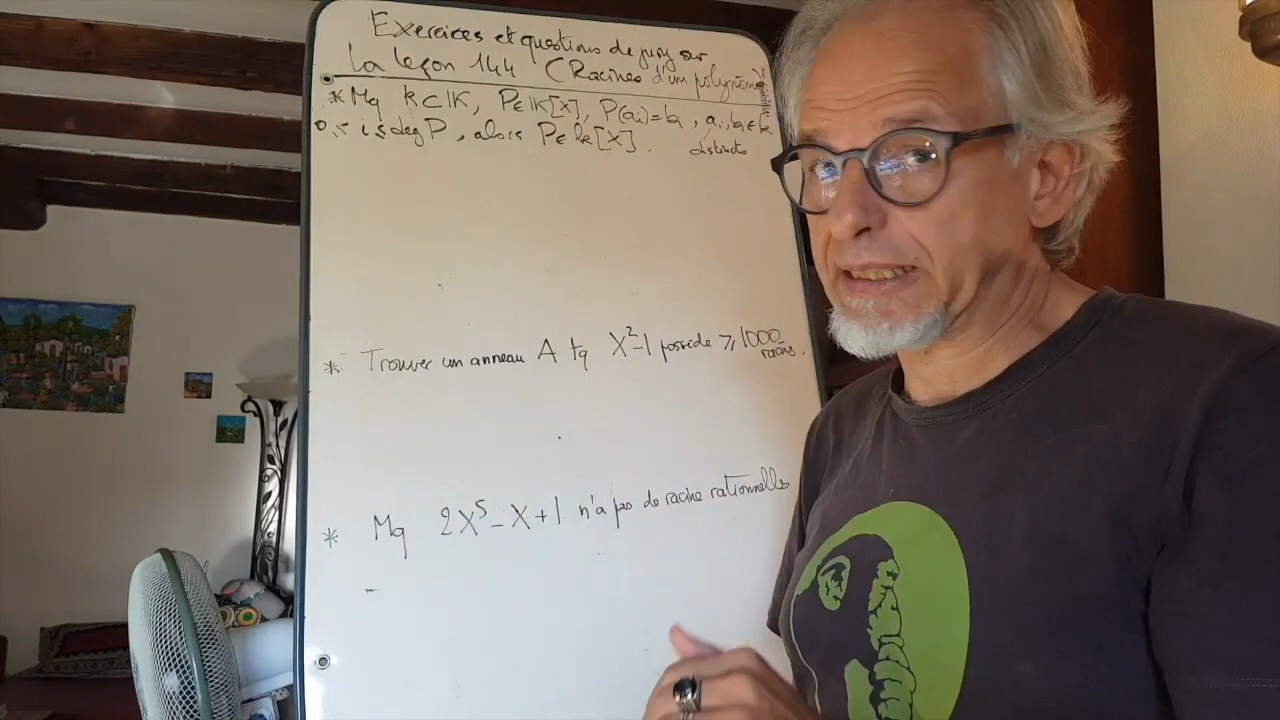 Exercices et questions de jury sur
la leçon 144 (Racines d'un polynôme)
* Mq k⊂K, P∈K[X], P(ai)=bi, ai,bi∈k
0≤i≤degP, alors P∈k[X]. distincts
* Trouver un anneau A tq X²-1 possède ≥1000
racines.
* Mq 2X⁵-X+1 n'a pas de racine rationnelle